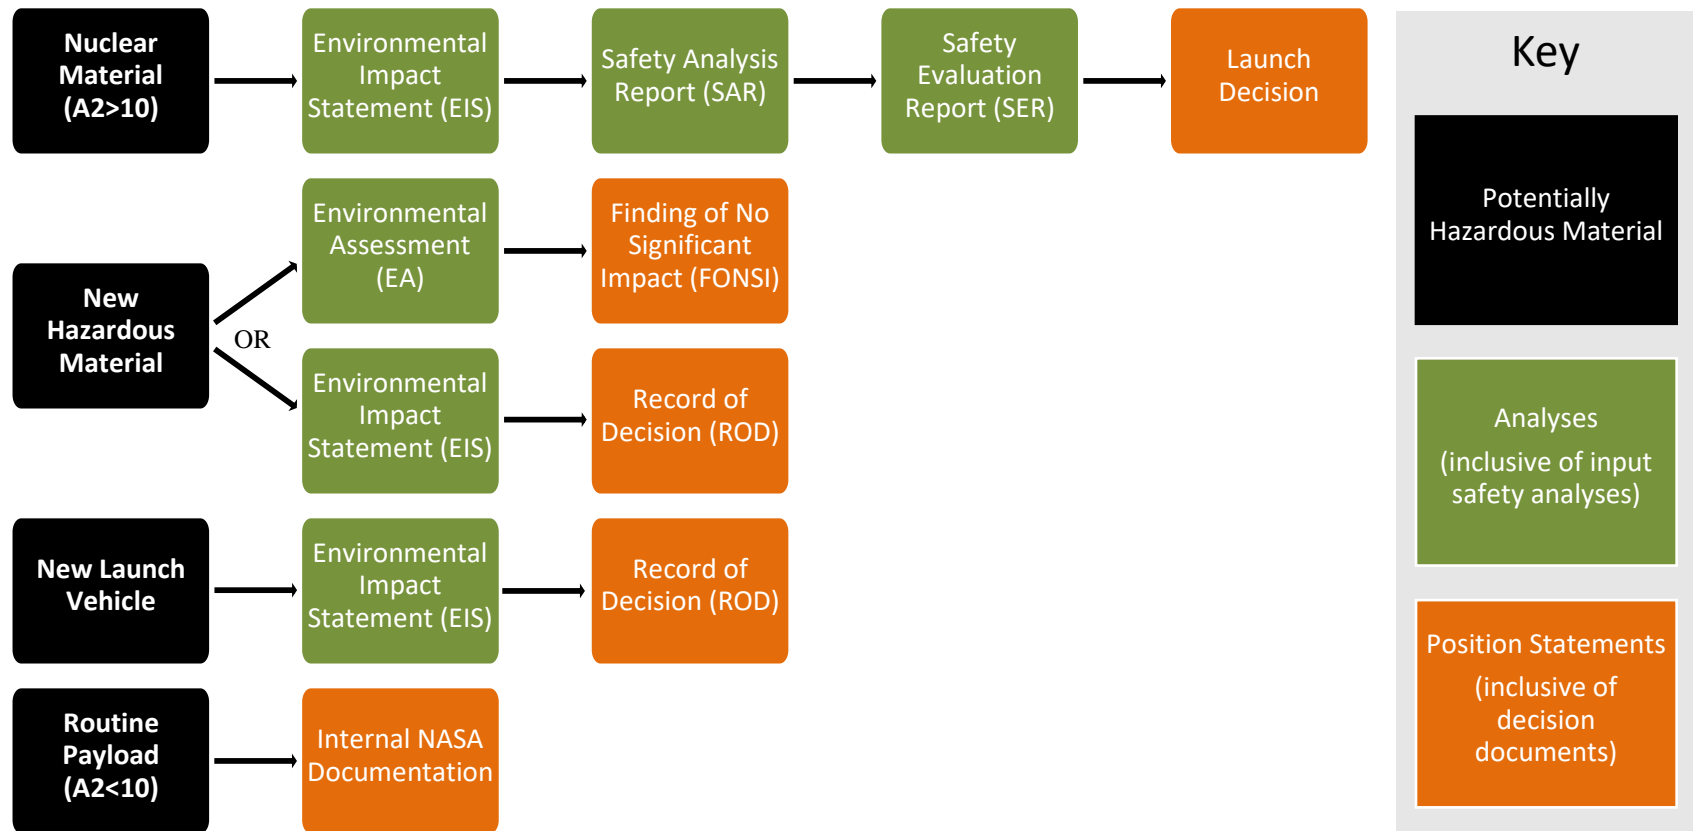 Nuclear
Material
(A2>10)
Environmental
Impact
Statement (EIS)
Safety Analysis
Report (SAR)
Safety
Evaluation
Report (SER)
Launch
Decision
New
Hazardous
Material
OR
Environmental
Assessment
(EA)
Finding of No
Significant
Impact (FONSI)
Environmental
Impact
Statement (EIS)
Record of
Decision (ROD)
New Launch
Vehicle
Environmental
Impact
Statement (EIS)
Record of
Decision (ROD)
Routine
Payload
(A2<10)
Internal NASA
Documentation
Key
Potentially
Hazardous Material
Analyses
(inclusive of input
safety analyses)
Position Statements
(inclusive of
decision
documents)